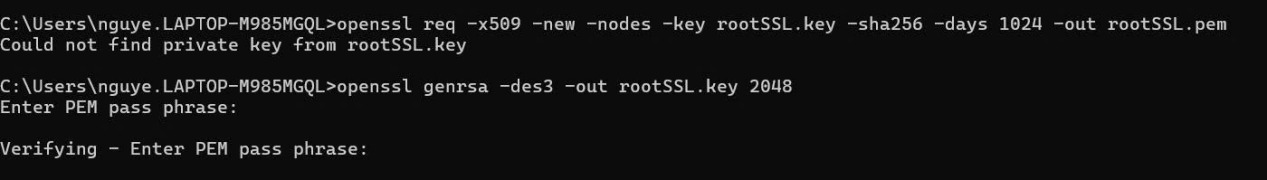 C:\Users\nguye.LAPTOP-M985MGQL>openssl req -x509 -new -nodes -key rootSSL.key -sha256 -days 1024 -out rootSSL.pem
Could not find private key from rootSSL.key
C:\Users\nguye.LAPTOP-M985MGQL>openssl genrsa -des3 -out rootSSL.key 2048
Enter PEM pass phrase:
Verifying - Enter PEM pass phrase: